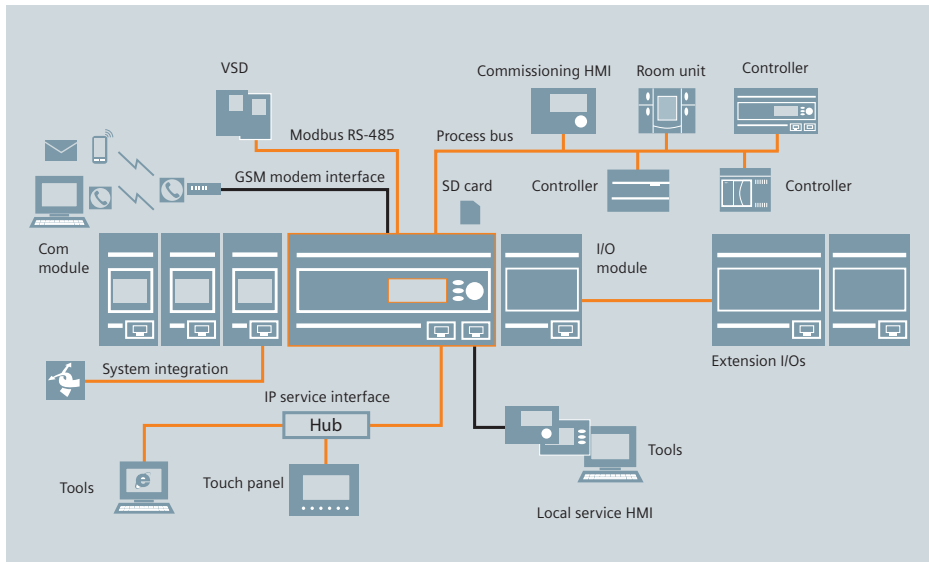 VSD
Commissioning HMI
Room unit
Controller
Modbus RS-485
Process bus
GSM modem interface
SD card
Controller
Controller
Com
module
I/O
module
System integration
Extension I/Os
IP service interface
Hub
Tools
Touch panel
Tools
Local service HMI